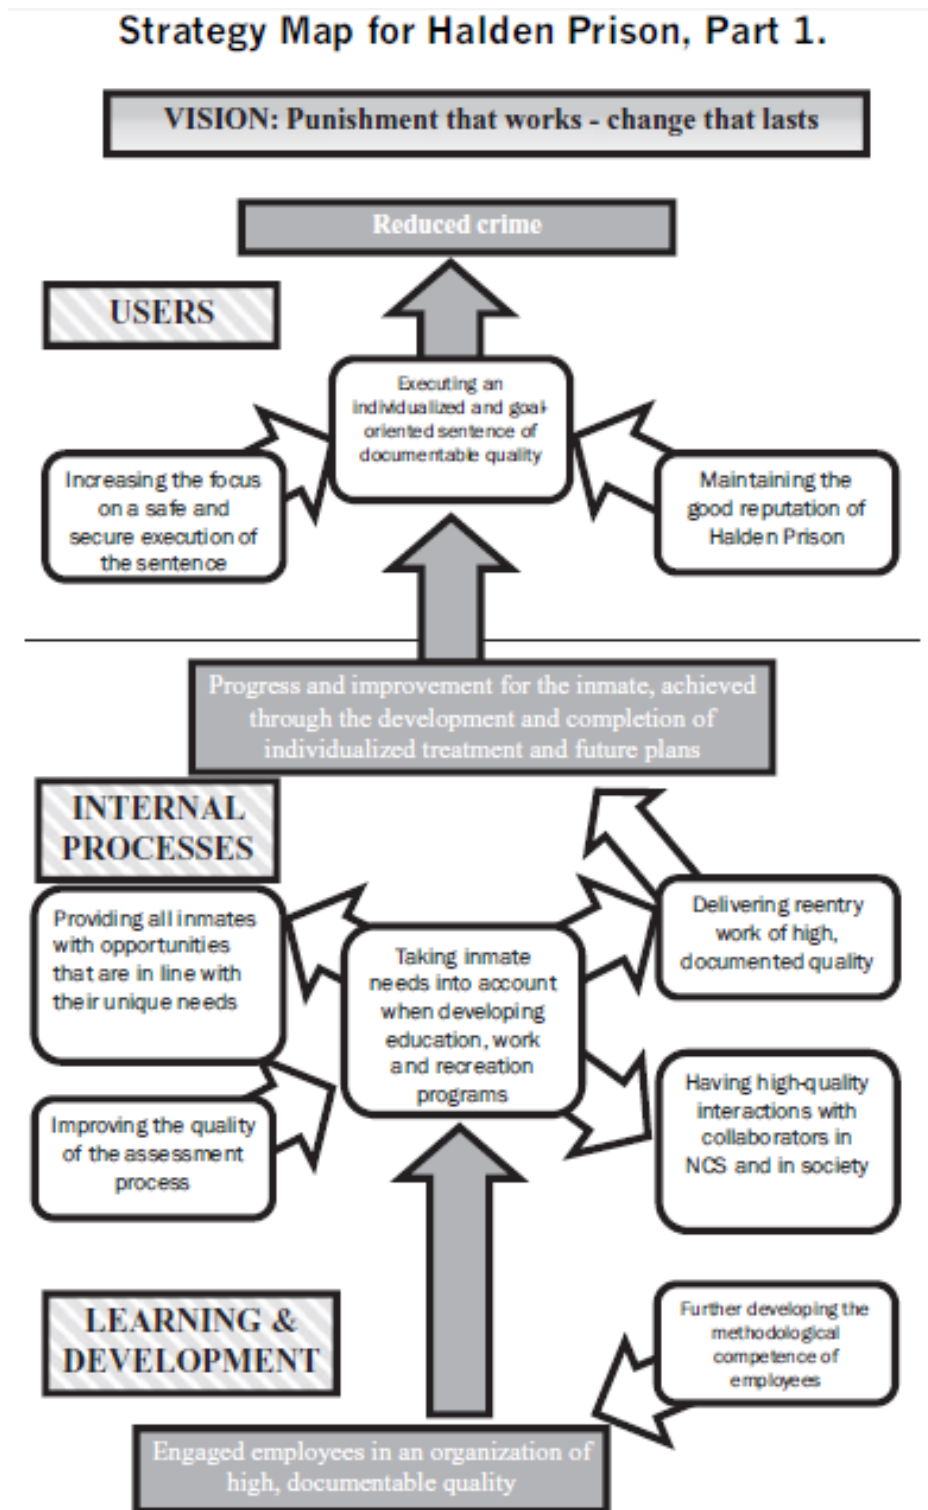 Strategy Map for Halden Prison, Part 1.
VISION: Punishment that works - change that lasts
Reduced crime
USERS
Executing an
individualized and goal-
oriented sentence of
documentable quality
Increasing the focus
on a safe and
secure execution of
the sentence
Maintaining the
good reputation of
Halden Prison
Progress and improvement for the inmate, achieved
through the development and completion of
individualized treatment and future plans
INTERNAL
PROCESSES
Providing all inmates
with opportunities
that are in line with
their unique needs
Taking inmate
needs into account
when developing
education, work
and recreation
programs
Delivering reentry
work of high,
documented quality
Improving the quality
of the assessment
process
Having high-quality
interactions with
collaborators in
NCS and in society
LEARNING &
DEVELOPMENT
Further developing the
methodological
competence of
employees
Engaged employees in an organization of
high, documentable quality